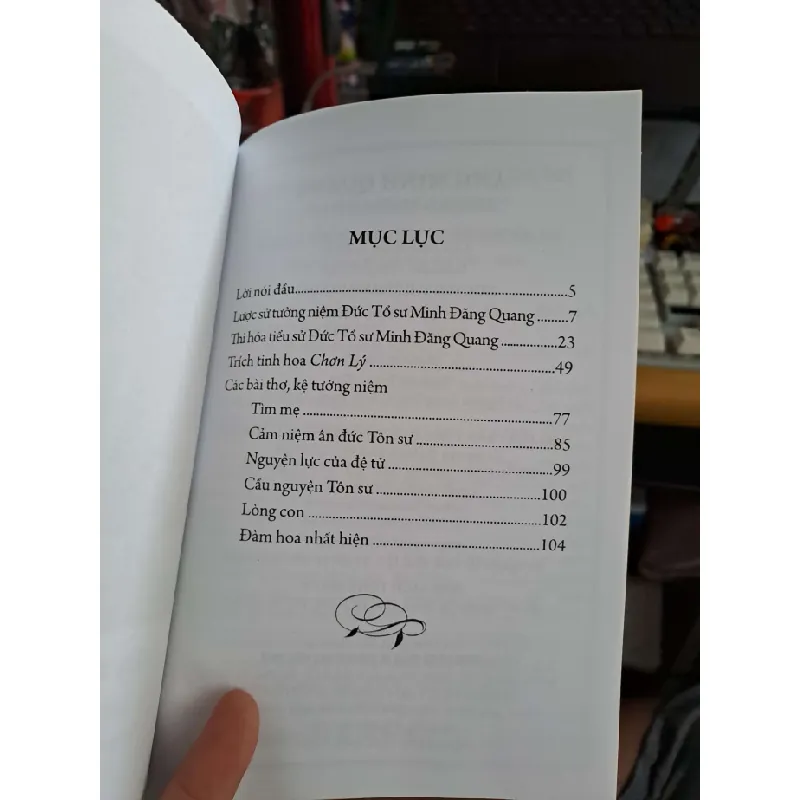 MỤC LỤC
Lời nói đầu..........5
Lược sử tưởng niệm Đức Tổ sư Minh Đăng Quang.........7
Thi hóa tiểu sử Đức Tổ sư Minh Đăng Quang..........23
Trích tinh hoa Chơn Lý..........49
Các bài thơ, kệ tưởng niệm
Tìm mẹ..........77
Cảm niệm ân đức Tôn sư..........85
Nguyện lực của đệ tử..........99
Cầu nguyện Tôn sư..........100
Lòng con..........102
Đàm hoa nhất hiện..........104